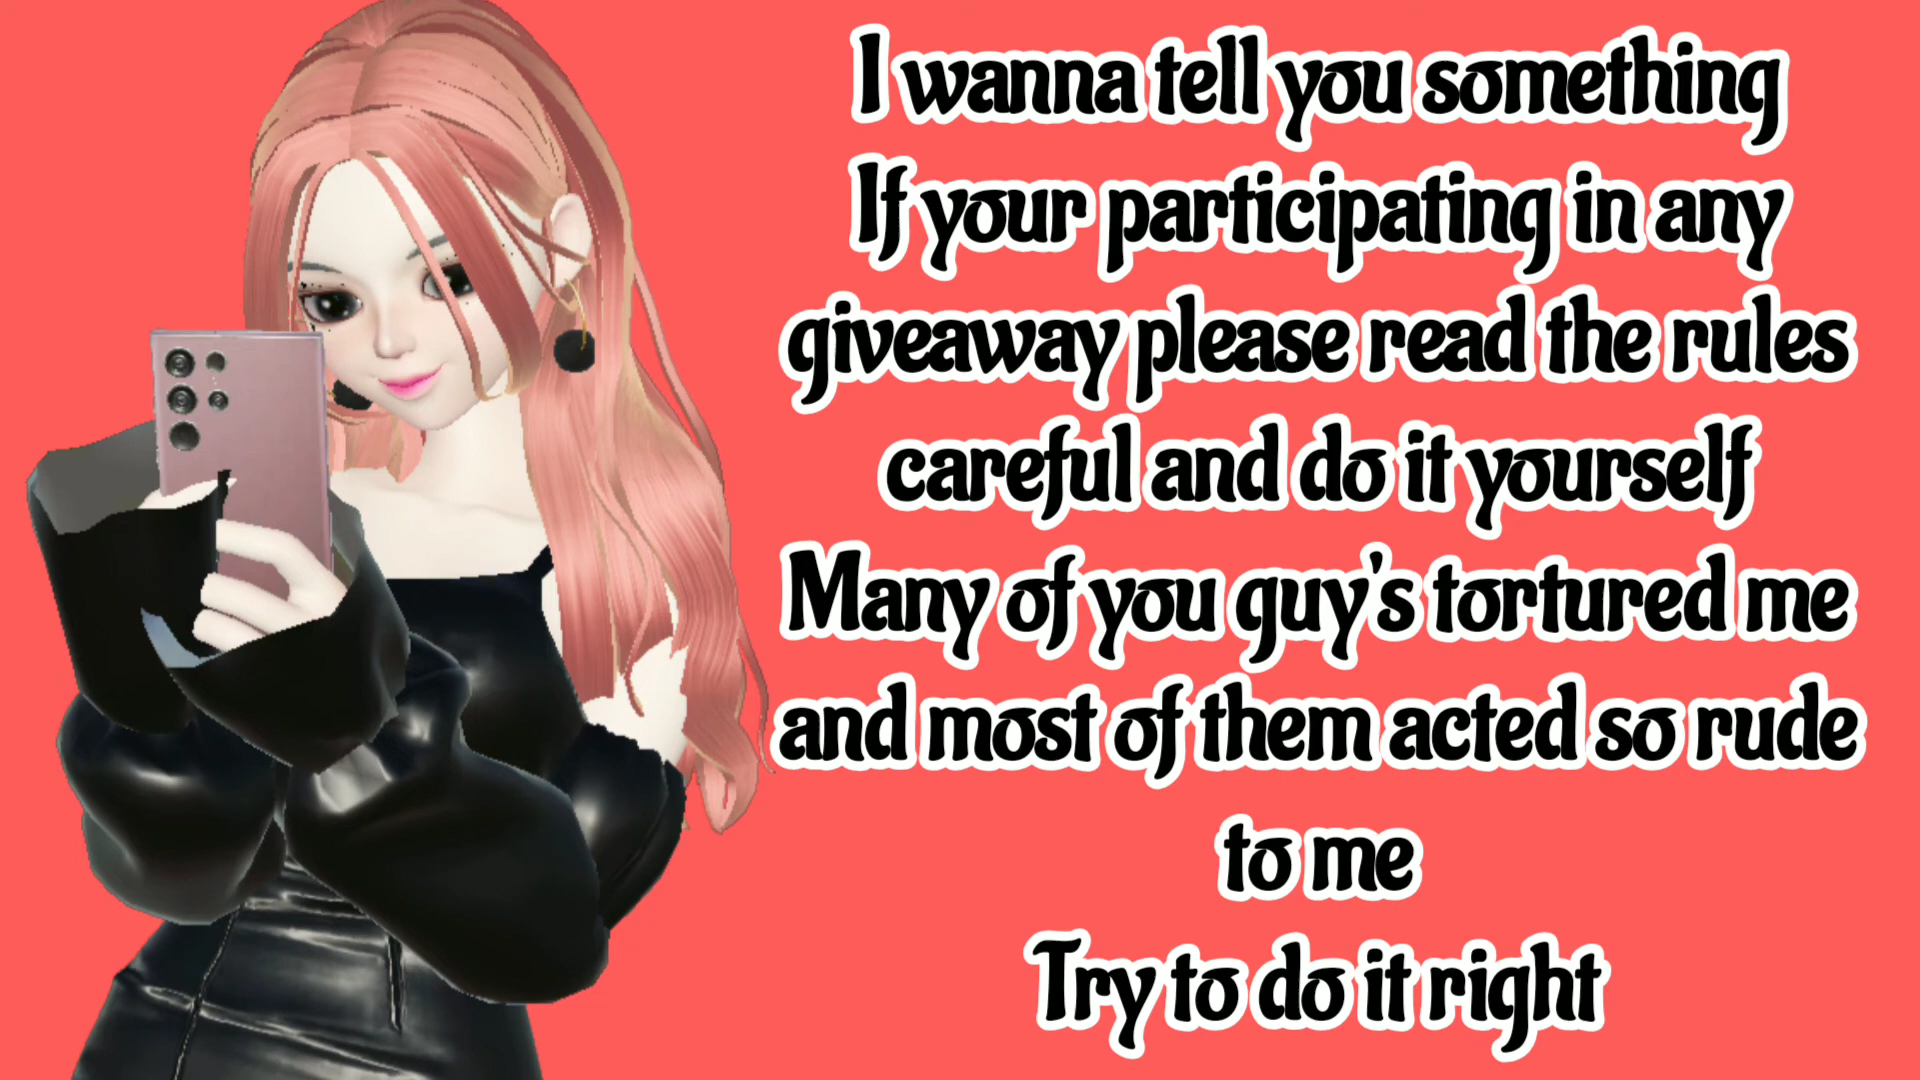 I wanna tell you something
If your participating in any
giveaway please read the rules
careful and do it yourself
Many of you guy's tortured me
and most of them acted so rude
to me
Try to do it right